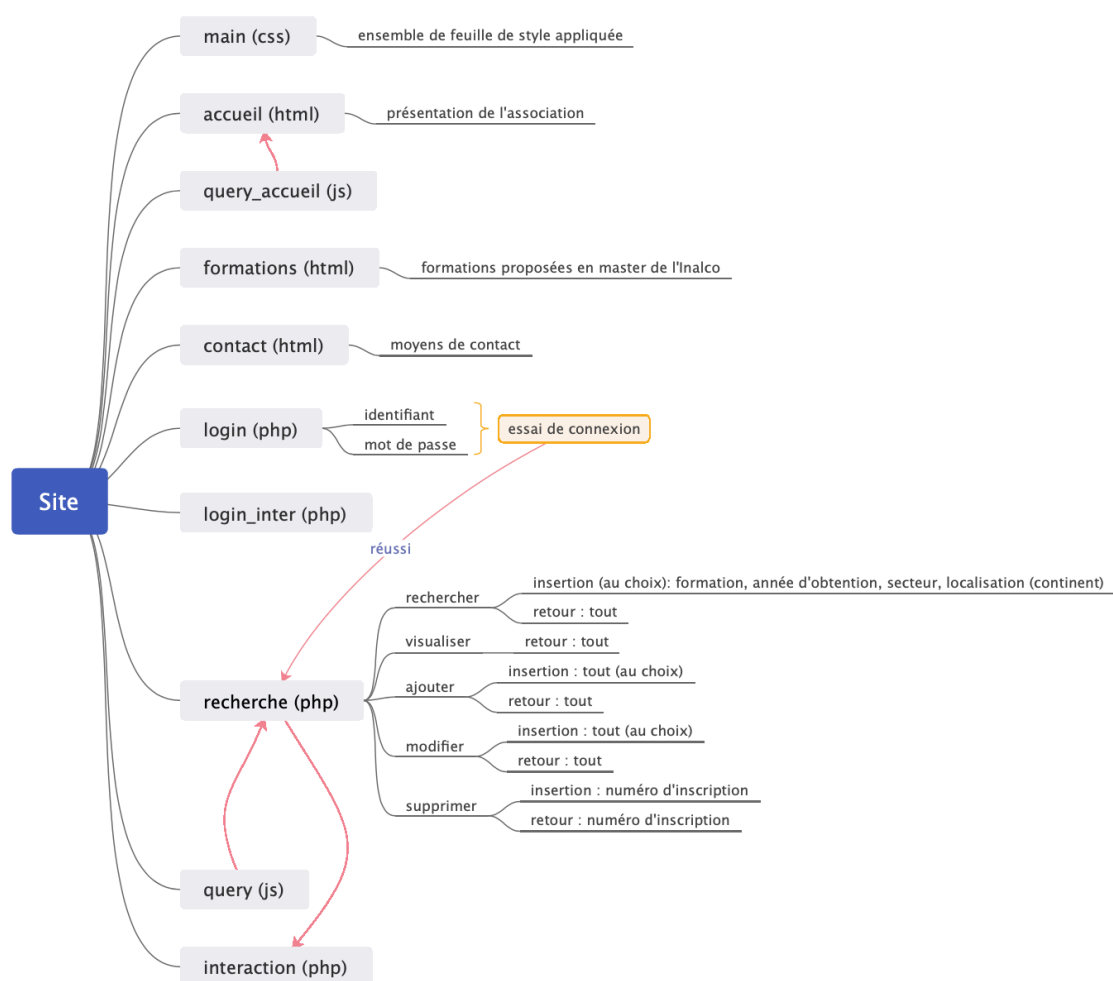 main (css)
ensemble de feuille de style appliquée
accueil (html)
présentation de l'association
query_accueil (js)
formations (html)
formations proposées en master de l'Inalco
contact (html)
moyens de contact
login (php)
identifiant
mot de passe
essai de connexion
Site
login_inter (php)
réussi
recherche (php)
rechercher
insertion (au choix): formation, année d'obtention, secteur, localisation (continent)
retour : tout
visualiser
retour : tout
ajouter
insertion : tout (au choix)
retour : tout
modifier
insertion : tout (au choix)
retour : tout
supprimer
insertion : numéro d'inscription
retour : numéro d'inscription
query (js)
interaction (php)